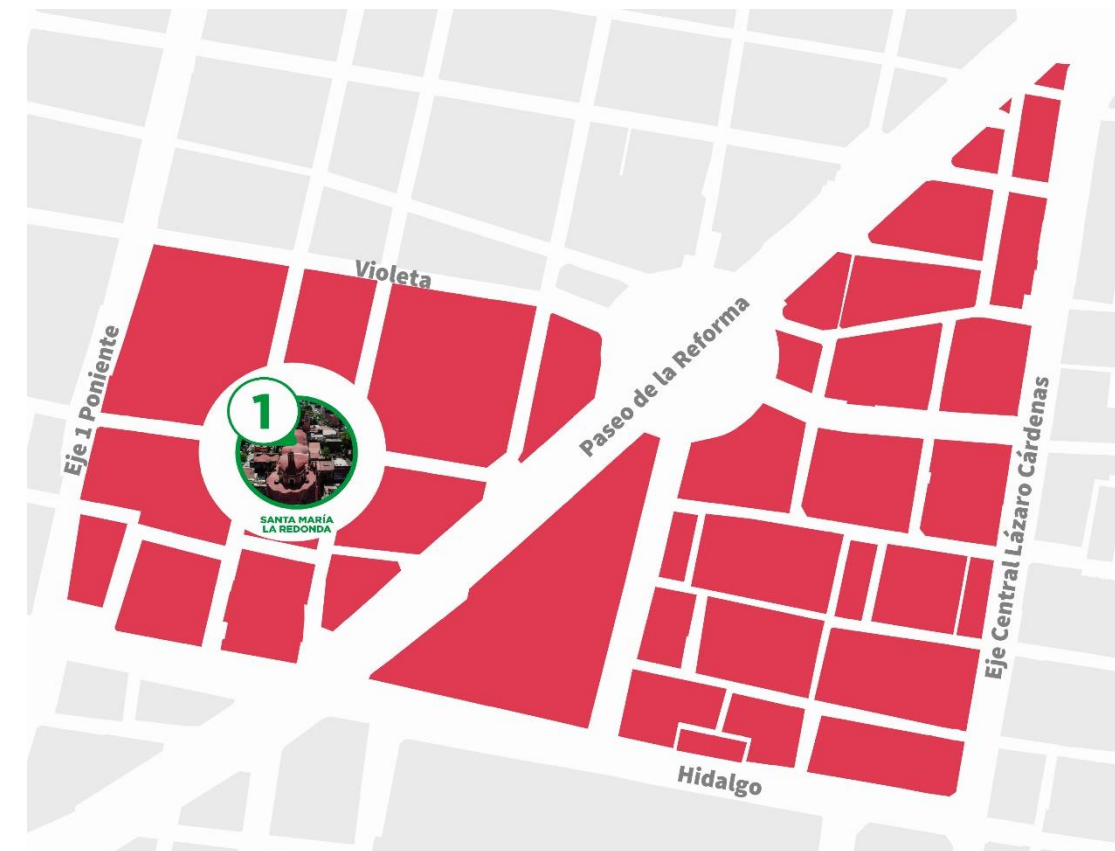 Violeta
Eje 1 Poniente
Paseo de la Reforma
1
SANTA MARÍA
LA REDONDA
Eje Central Lázaro Cárdenas
Hidalgo